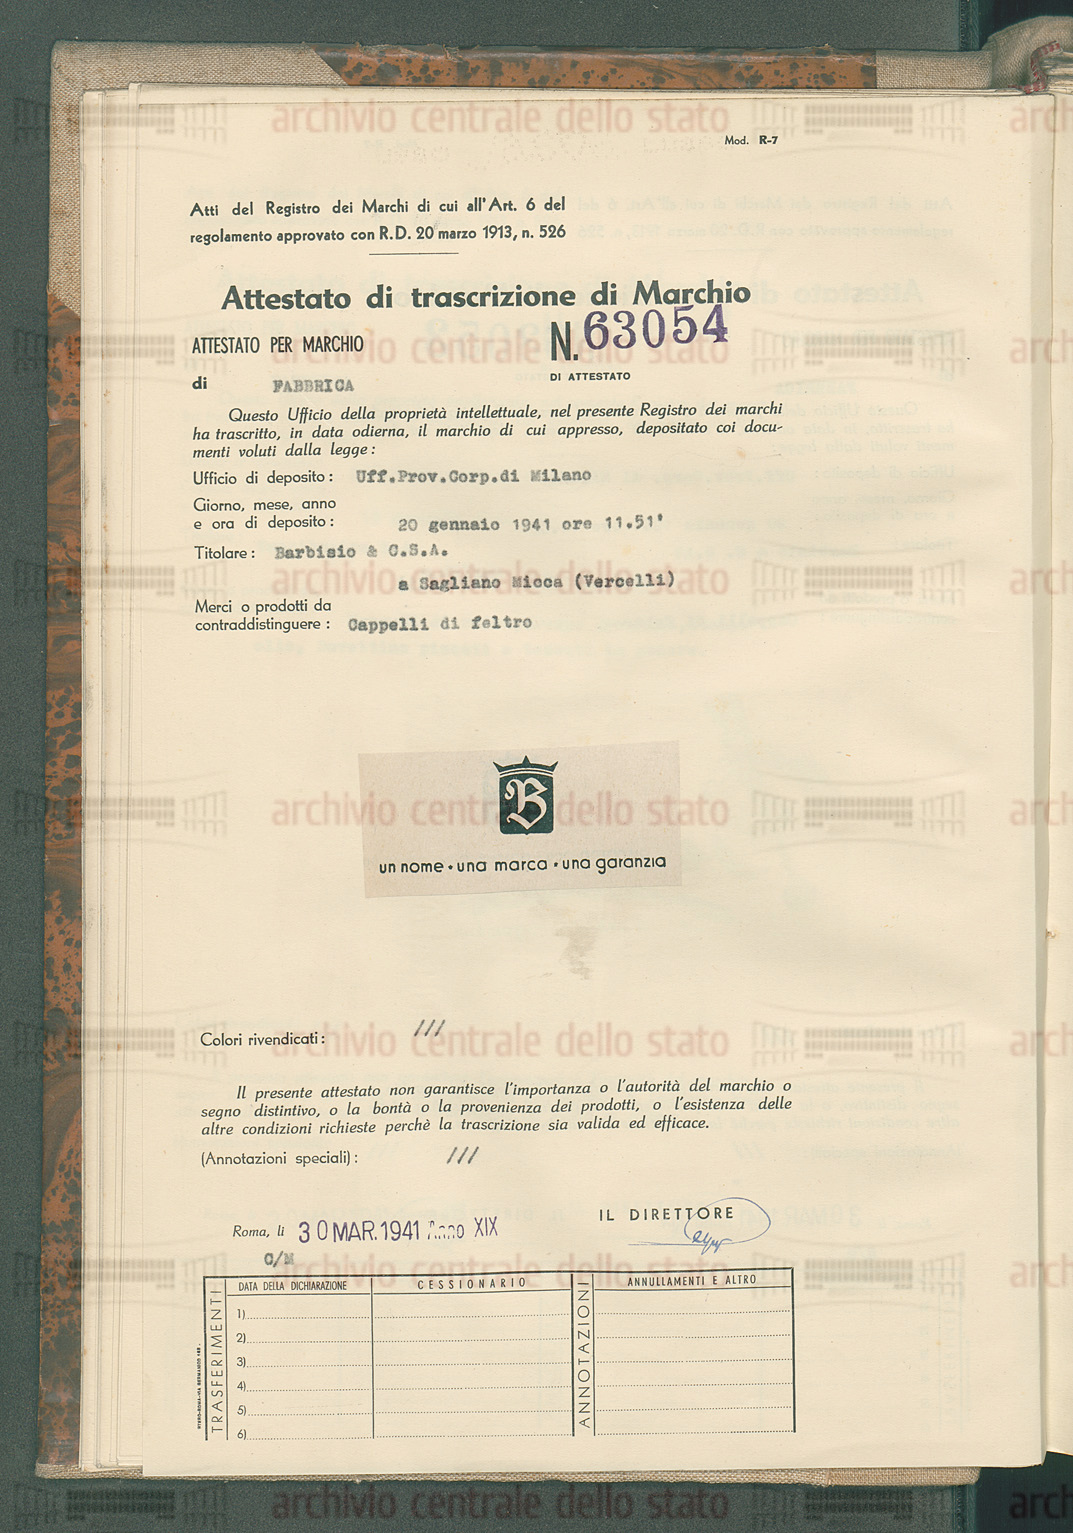 Mod. R-7
Atti del Registro dei Marchi di cui all'Art. 6 del
regolamento approvato con R.D. 20 marzo 1913, n. 526
Attestato di trascrizione di Marchio
ATTESTATO PER MARCHIO
N. 63054
di FABBRICA
DI ATTESTATO
Questo Ufficio della proprietà intellettuale, nel presente Registro dei marchi
ha trascritto, in data odierna, il marchio di cui appresso, depositato coi docu-
menti voluti dalla legge:
Ufficio di deposito: Uff.Prov.Corp.di Milano
Giorno, mese, anno
e ora di deposito: 20 gennaio 1941 ore 11.51'
Titolare: Barbisio & C.S.A.
a Sagliano Micca (Vercelli)
Merci o prodotti da
contraddistinguere: Cappelli di feltro
B
un nome • una marca • una garanzia
Colori rivendicati: ///
Il presente attestato non garantisce l'importanza o l'autorità del marchio o
segno distintivo, o la bontà o la provenienza dei prodotti, o l'esistenza delle
altre condizioni richieste perchè la trascrizione sia valida ed efficace.
(Annotazioni speciali): ///
IL DIRETTORE
Roma, li 30 MAR. 1941 Anno XIX
C/M
TRASFERIMENTI
DATA DELLA DICHIARAZIONE
CESSIONARIO
ANNOTAZIONI
ANNULLAMENTI E ALTRO
1)
2)
3)
4)
5)
6)
archivio centrale dello stato